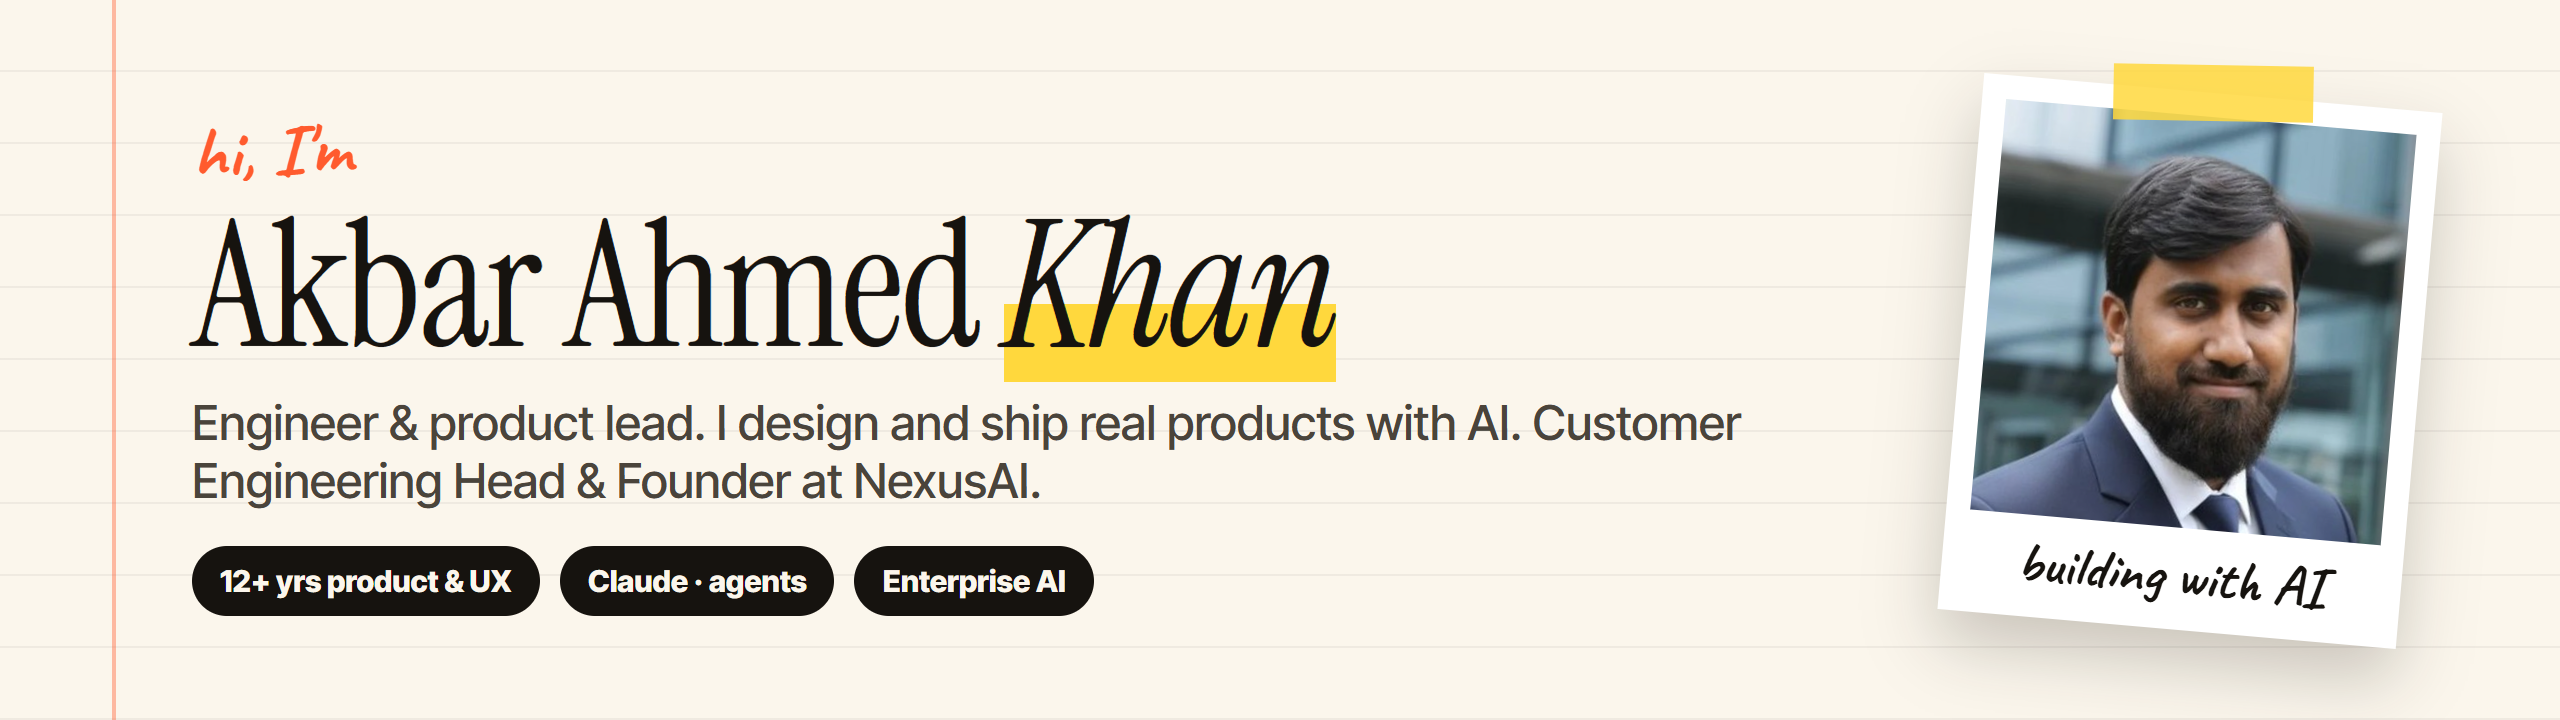 hi, I'm
Akbar Ahmed Khan
Engineer & product lead. I design and ship real products with AI. Customer
Engineering Head & Founder at NexusAI.
12+ yrs product & UX
Claude · agents
Enterprise AI
building with AI